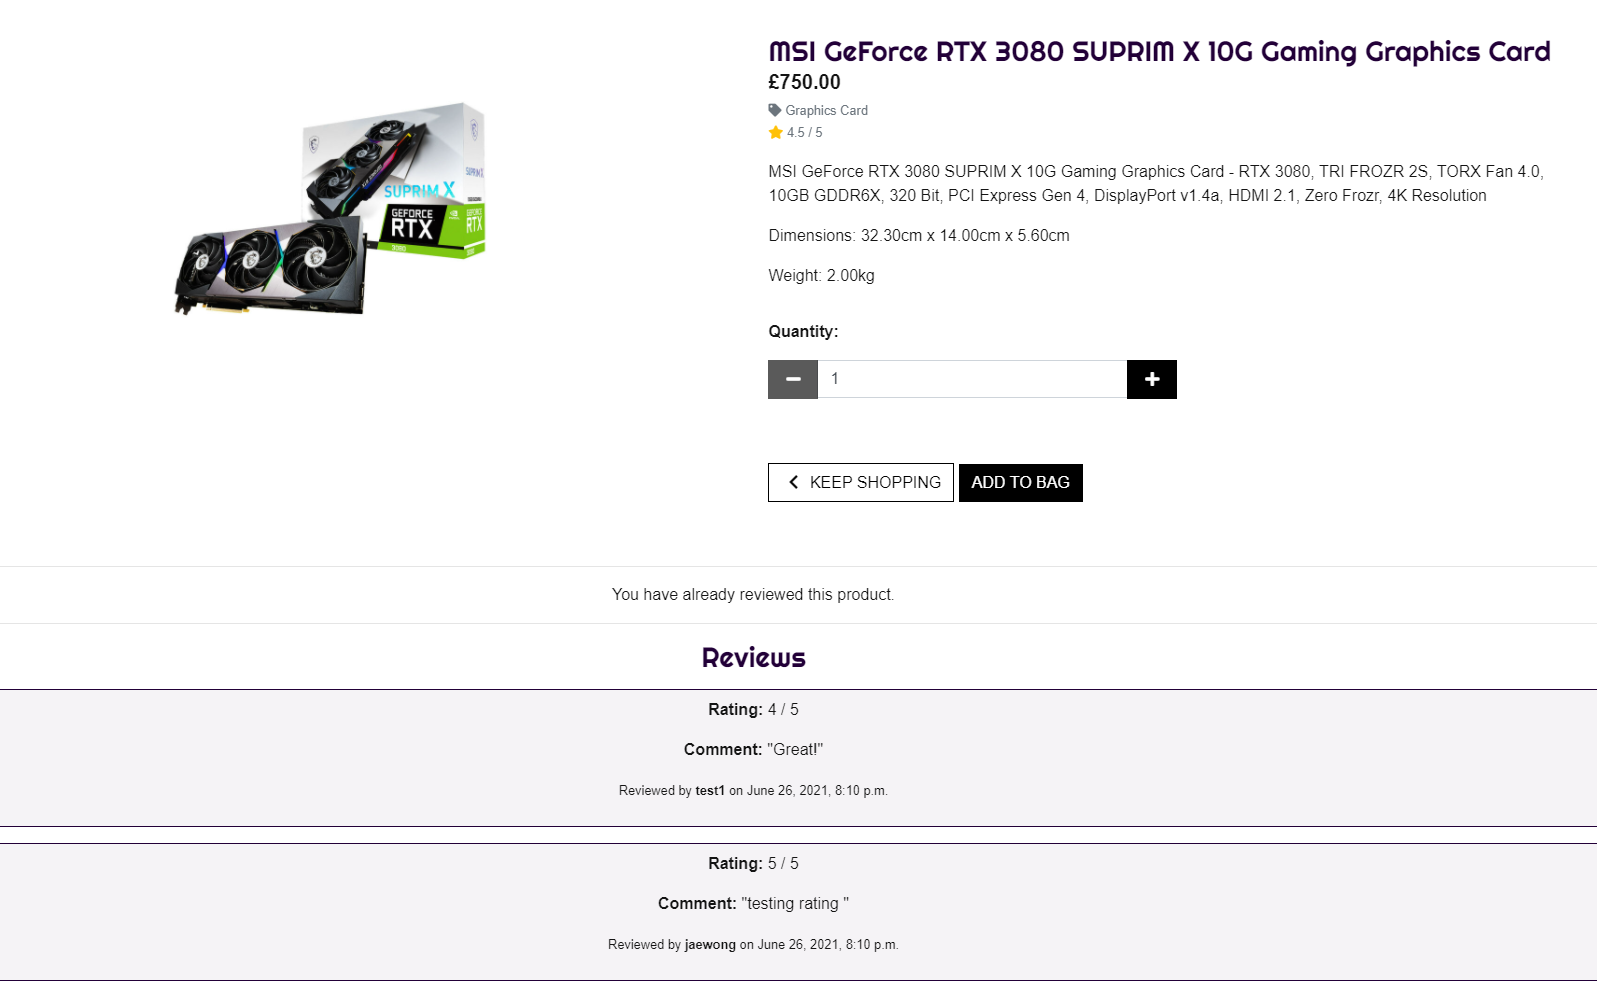 MSI GeForce RTX 3080 SUPRIM X 10G Gaming Graphics Card
£750.00
Graphics Card
4.5 / 5
SUPRIM X
GEFORCE
RTX
3080
SUPRIM X
RTX
MSI GeForce RTX 3080 SUPRIM X 10G Gaming Graphics Card - RTX 3080, TRI FROZR 2S, TORX Fan 4.0,
10GB GDDR6X, 320 Bit, PCI Express Gen 4, DisplayPort v1.4a, HDMI 2.1, Zero Frozr, 4K Resolution
Dimensions: 32.30cm x 14.00cm x 5.60cm
Weight: 2.00kg
Quantity:
1
KEEP SHOPPING
ADD TO BAG
You have already reviewed this product.
Reviews
Rating: 4 / 5
Comment: "Great!"
Reviewed by test1 on June 26, 2021, 8:10 p.m.
Rating: 5 / 5
Comment: "testing rating "
Reviewed by jaewong on June 26, 2021, 8:10 p.m.